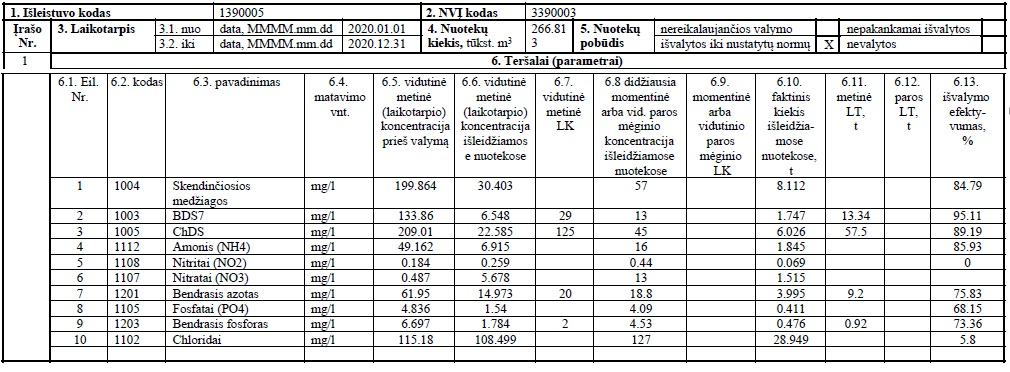 1. Išleistuvo kodas 1390005 2. NVĮ kodas 3390003
Įrašo Nr. 3. Laikotarpis 3.1. nuo data, MMMM.mm.dd 2020.01.01 4. Nuotekų kiekis, tūkst. m³ 266.813 5. Nuotekų pobūdis nereikalaujančios valymo nepakankamai išvalytos
3.2. iki data, MMMM.mm.dd 2020.12.31 išvalytos iki nustatytų normų X nevalytos
1 6. Teršalai (parametrai)
6.1. Eil. Nr. 6.2. kodas 6.3. pavadinimas 6.4. matavimo vnt. 6.5. vidutinė metinė (laikotarpio) koncentracija prieš valymą 6.6. vidutinė metinė (laikotarpio) koncentracija išleidžiamose nuotekose 6.7. vidutinė metinė LK 6.8 didžiausia momentinė arba vid. paros mėginio koncentracija išleidžiamose nuotekose 6.9. momentinė arba vidutinio paros mėginio LK 6.10. faktinis kiekis išleidžia-mose nuotekose, t 6.11. metinė LT, t 6.12. paros LT, t 6.13. išvalymo efekty-vumas, %
1 1004 Skendinčiosios medžiagos mg/l 199.864 30.403 57 8.112 84.79
2 1003 BDS7 mg/l 133.86 6.548 29 13 1.747 13.34 95.11
3 1005 ChDS mg/l 209.01 22.585 125 45 6.026 57.5 89.19
4 1112 Amonis (NH4) mg/l 49.162 6.915 16 1.845 85.93
5 1108 Nitritai (NO2) mg/l 0.184 0.259 0.44 0.069 0
6 1107 Nitratai (NO3) mg/l 0.487 5.678 13 1.515
7 1201 Bendrasis azotas mg/l 61.95 14.973 20 18.8 3.995 9.2 75.83
8 1105 Fosfatai (PO4) mg/l 4.836 1.54 4.09 0.411 68.15
9 1203 Bendrasis fosforas mg/l 6.697 1.784 2 4.53 0.476 0.92 73.36
10 1102 Chloridai mg/l 115.18 108.499 127 28.949 5.8